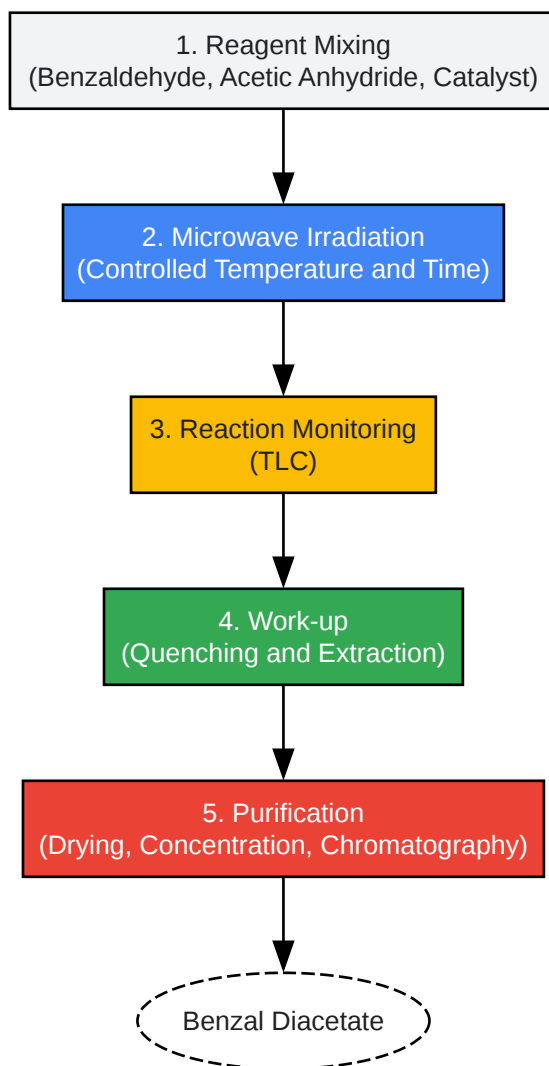 1. Reagent Mixing
(Benzaldehyde, Acetic Anhydride, Catalyst)
2. Microwave Irradiation
(Controlled Temperature and Time)
3. Reaction Monitoring
(TLC)
4. Work-up
(Quenching and Extraction)
5. Purification
(Drying, Concentration, Chromatography)
Benzal Diacetate